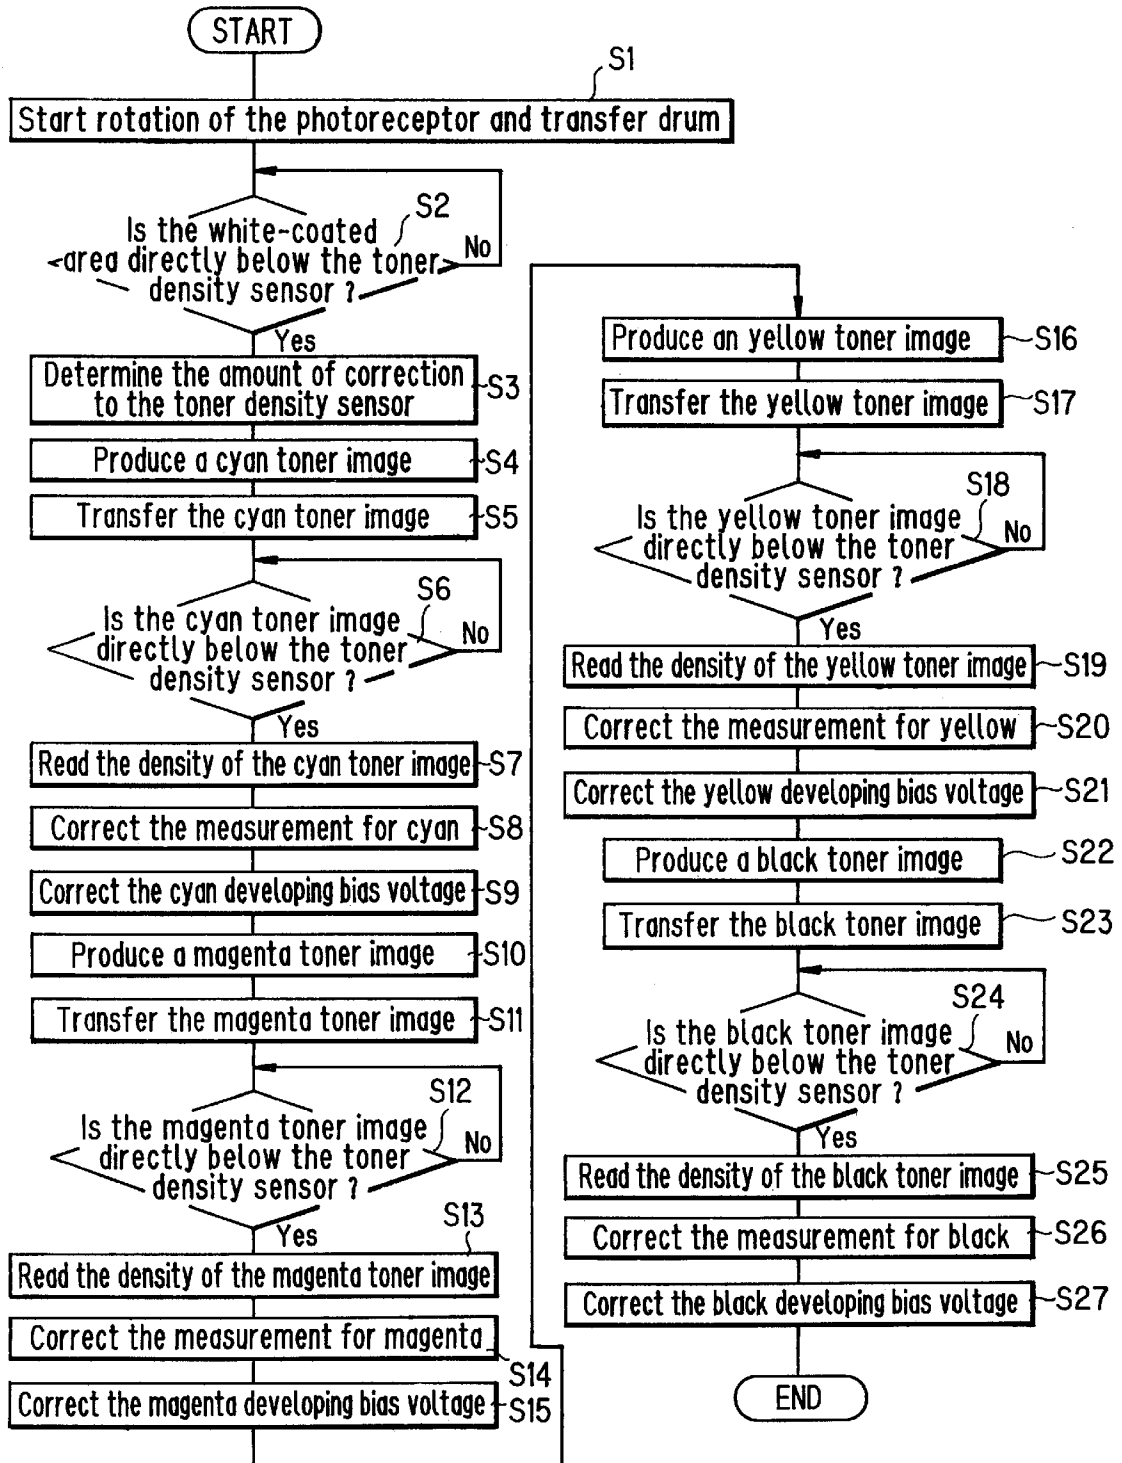 START
S1
Start rotation of the photoreceptor and transfer drum
S2
Is the white-coated
area directly below the toner
density sensor ?
No
Yes
Determine the amount of correction
to the toner density sensor
S3
Produce a cyan toner image
S4
Transfer the cyan toner image
S5
S6
Is the cyan toner image
directly below the toner
density sensor ?
No
Yes
Read the density of the cyan toner image
S7
Correct the measurement for cyan
S8
Correct the cyan developing bias voltage
S9
Produce a magenta toner image
S10
Transfer the magenta toner image
S11
S12
Is the magenta toner image
directly below the toner
density sensor ?
No
Yes
S13
Read the density of the magenta toner image
Correct the measurement for magenta
S14
Correct the magenta developing bias voltage
S15
Produce an yellow toner image
S16
Transfer the yellow toner image
S17
S18
Is the yellow toner image
directly below the toner
density sensor ?
No
Yes
Read the density of the yellow toner image
S19
Correct the measurement for yellow
S20
Correct the yellow developing bias voltage
S21
Produce a black toner image
S22
Transfer the black toner image
S23
S24
Is the black toner image
directly below the toner
density sensor ?
No
Yes
Read the density of the black toner image
S25
Correct the measurement for black
S26
Correct the black developing bias voltage
S27
END